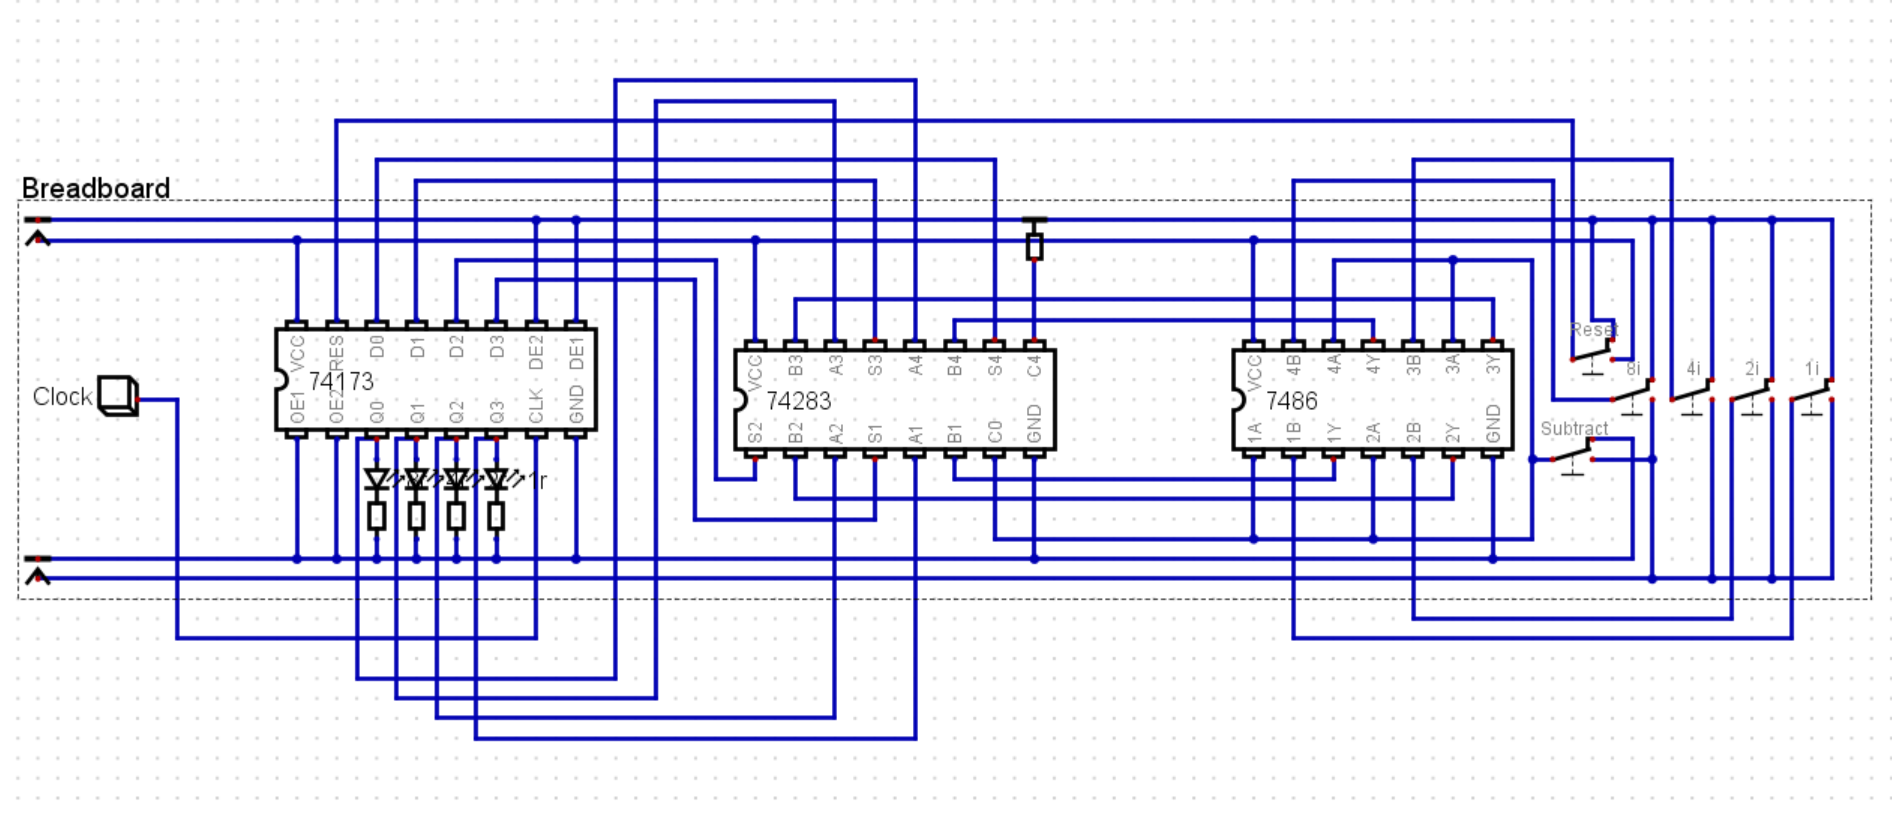 Breadboard
Clock
VCC
RES
D0
D1
D2
D3
DE2
DE1
74173
OE1
OE2
Q0
Q1
Q2
Q3
CLK
GND
1r
VCC
B3
A3
S3
A4
B4
S4
C4
74283
S2
B2
A2
S1
A1
B1
C0
GND
VCC
4B
4A
4Y
3B
3A
3Y
7486
1A
1B
1Y
2A
2B
2Y
GND
Reset
8i
4i
2i
1i
Subtract